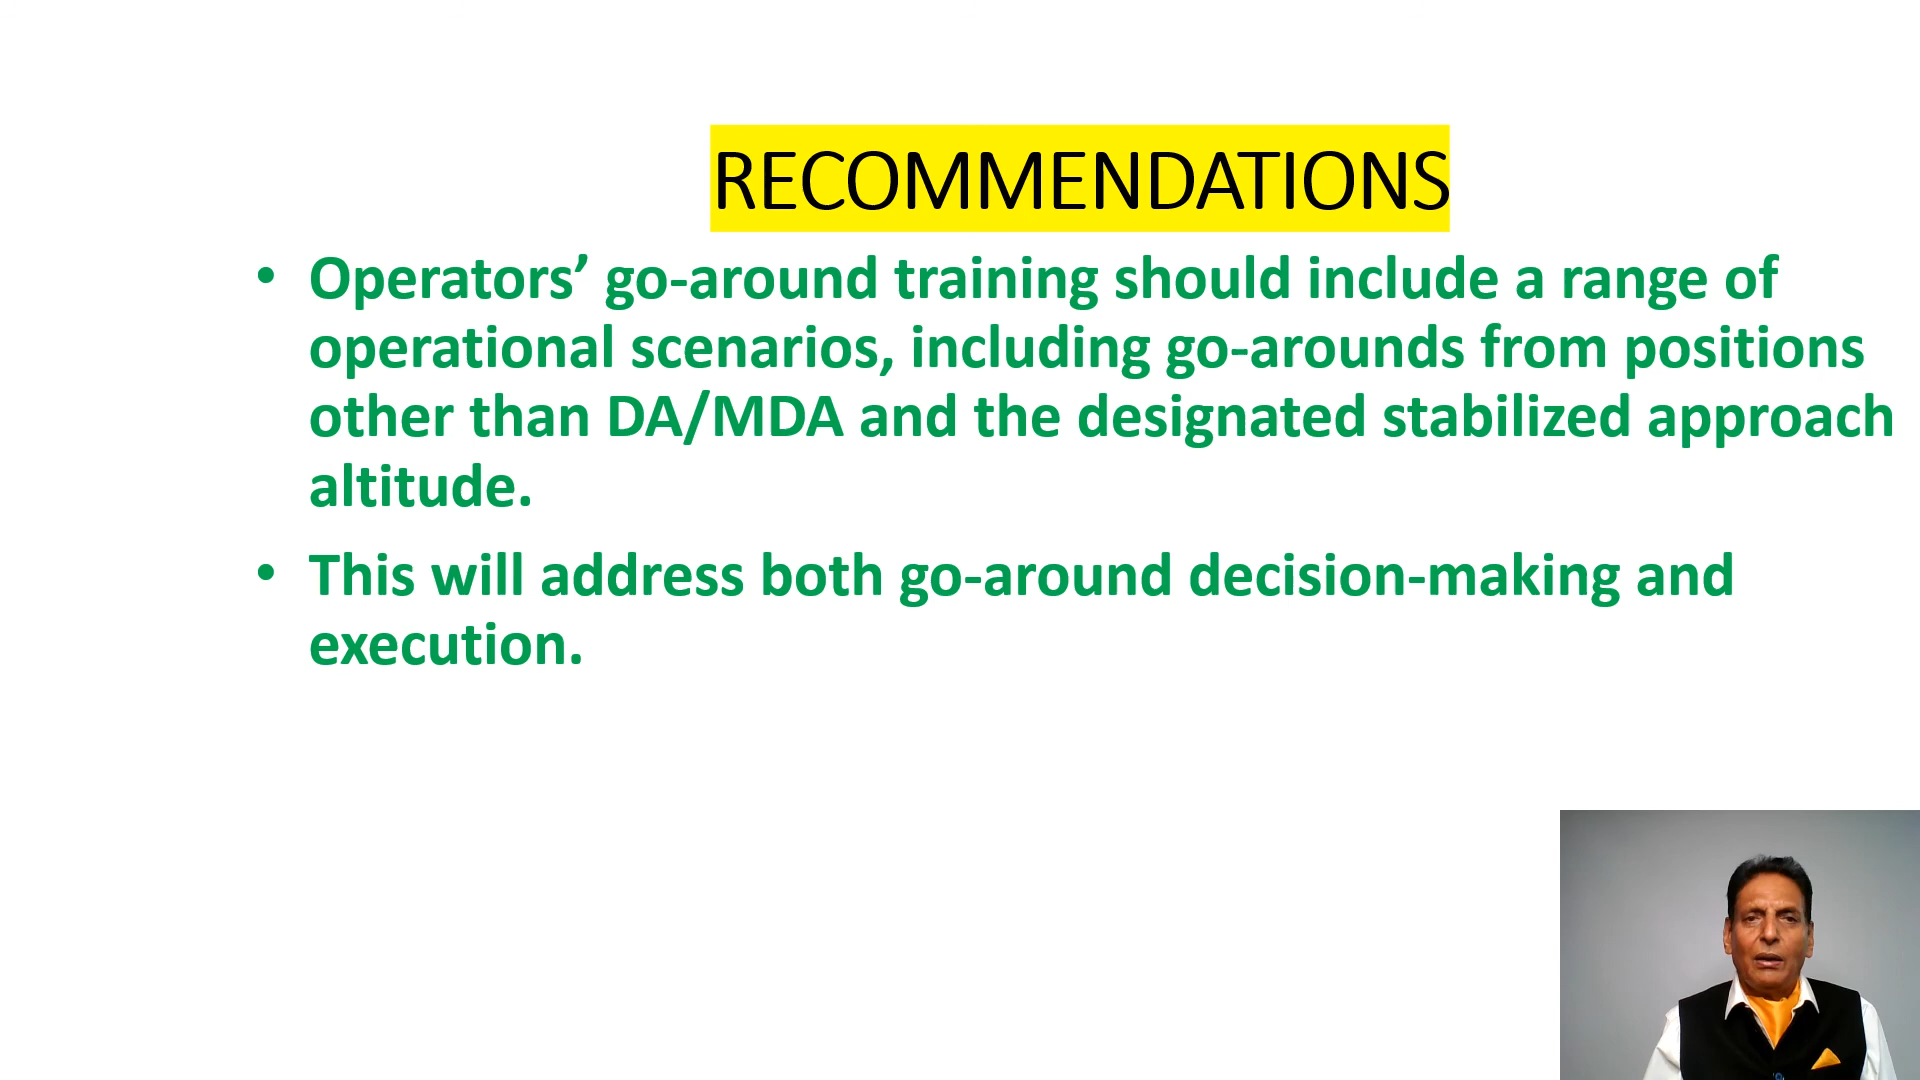 RECOMMENDATIONS
• Operators’ go-around training should include a range of
operational scenarios, including go-arounds from positions
other than DA/MDA and the designated stabilized approach
altitude.
• This will address both go-around decision-making and
execution.